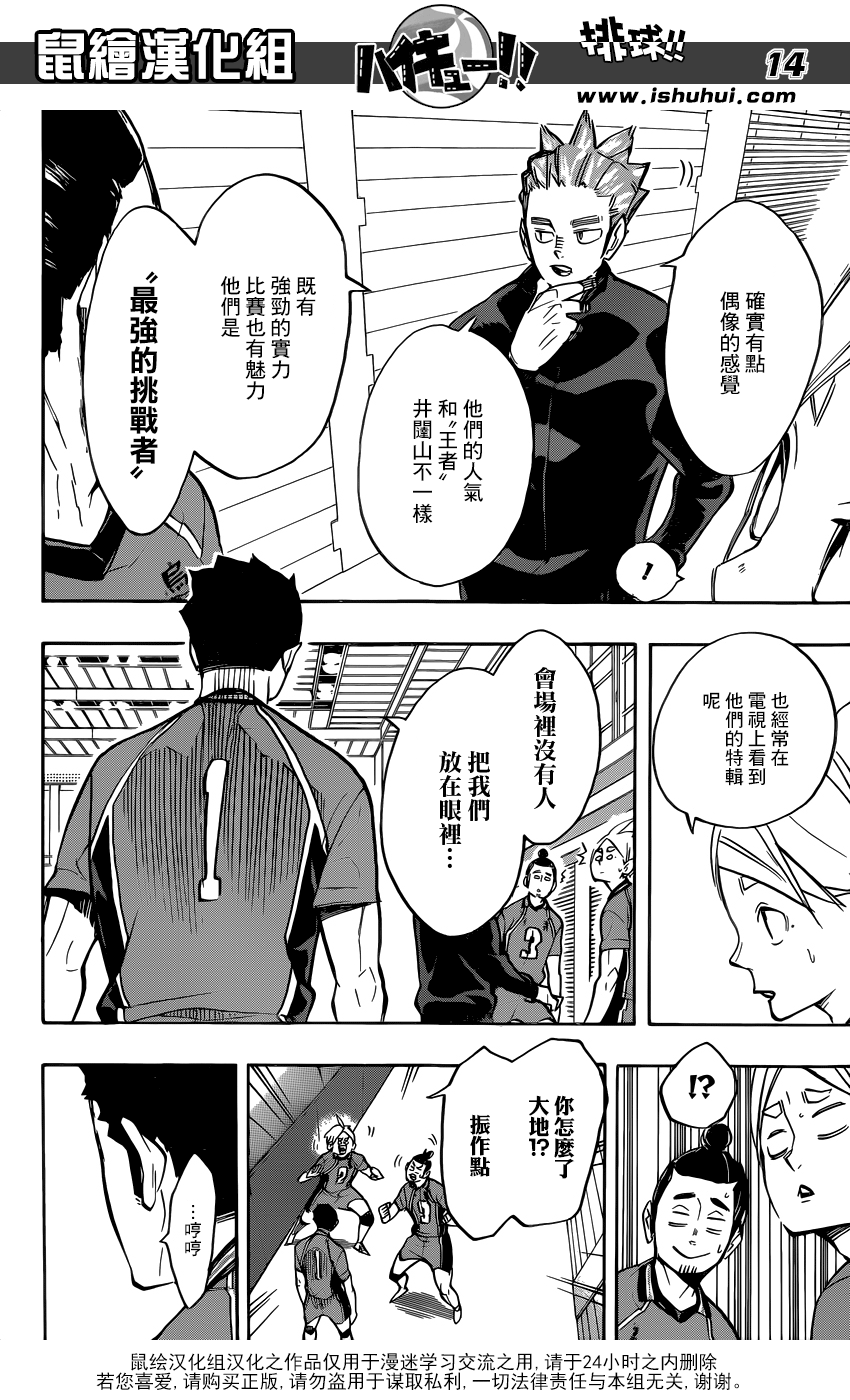 鼠繪漢化組
ハイキュー!!
排球!!
14
www.ishuhui.com
確實有點
偶像的感覺
他們的人氣
和〝王者〞
井闥山不一樣
既有
強勁的實力
比賽也有魅力
他們是
〝最強的挑戰者〞
!
烏
也經常在
電視上看到
他們的特輯
呢
會場裡沒有人
把我們
放在眼裡…
3
1
!?
你怎麼了
大地!?
振作點
2
3
1
…哼哼
鼠绘汉化组汉化之作品仅用于漫迷学习交流之用, 请于24小时之内删除
若您喜爱, 请购买正版, 请勿盗用于谋取私利, 一切法律责任与本组无关, 谢谢。